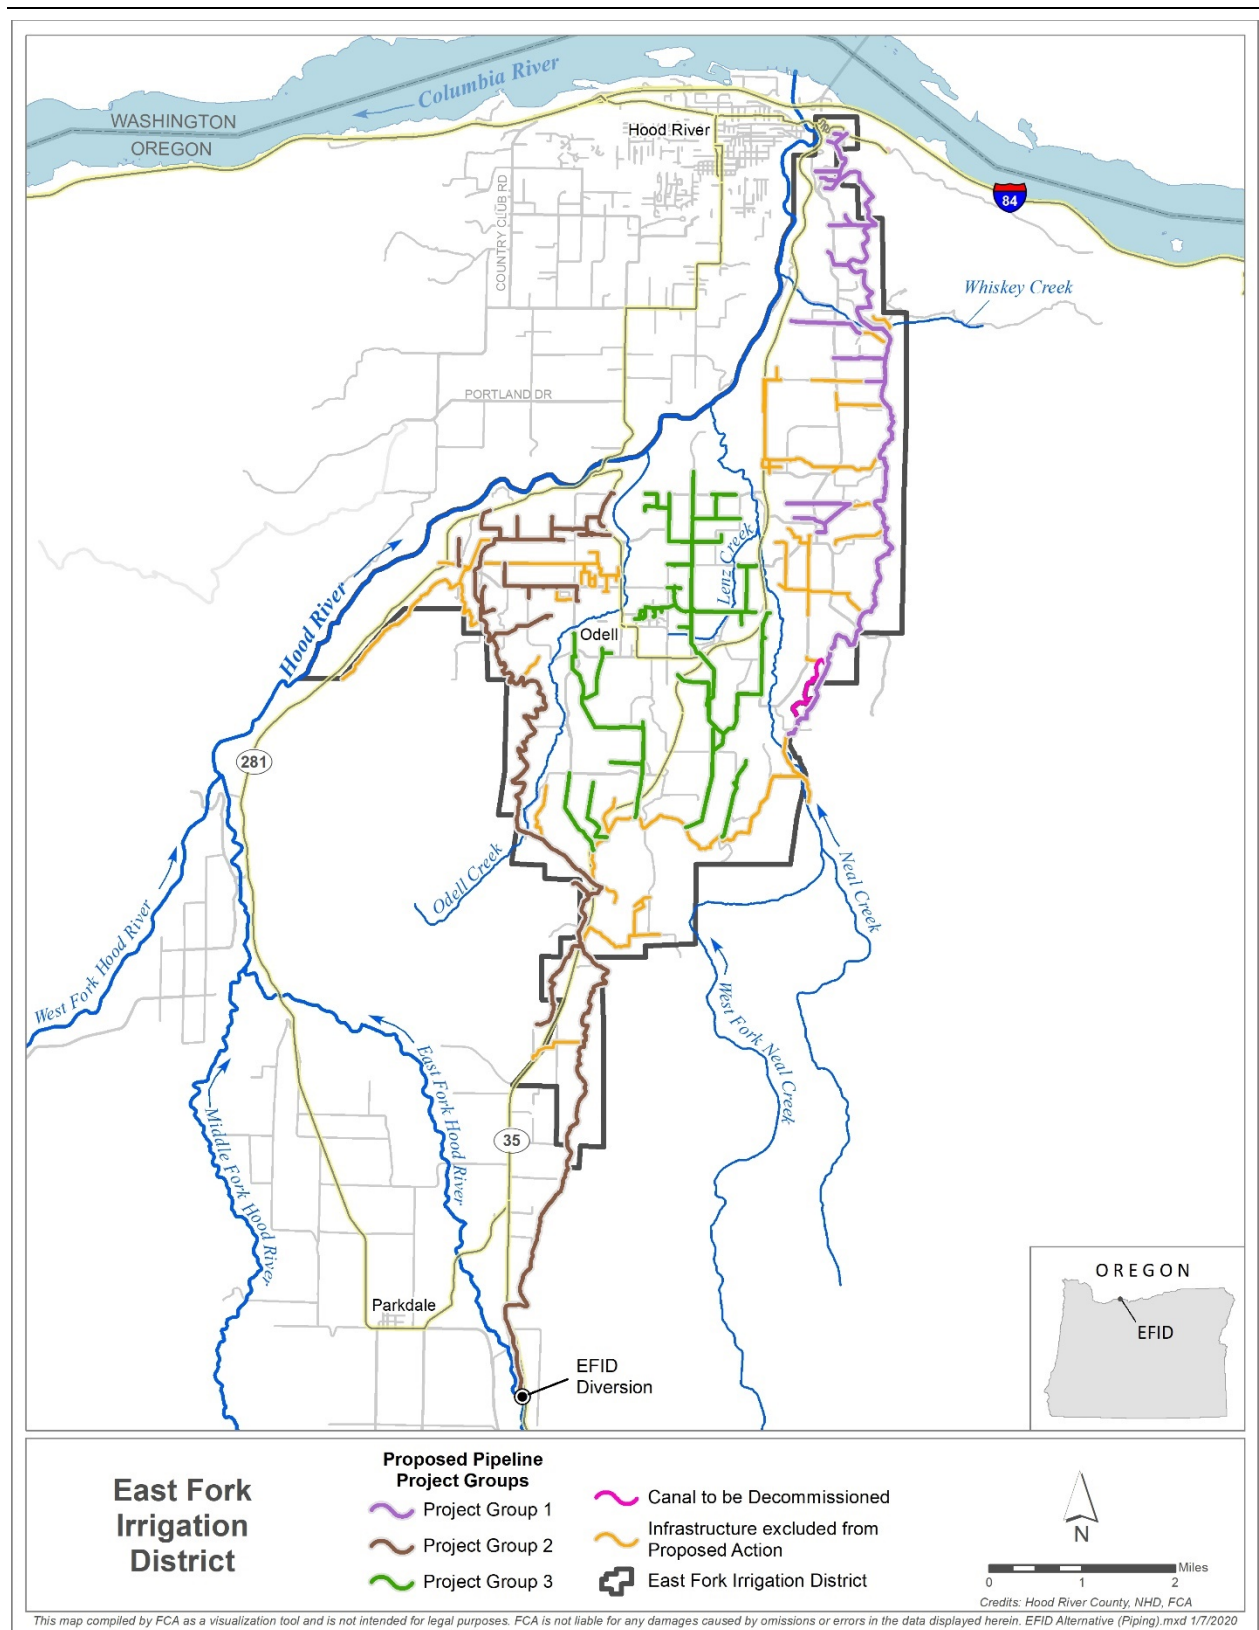 Columbia River
WASHINGTON
OREGON
Hood River
84
COUNTRY CLUB RD
Whiskey Creek
PORTLAND DR
Lenz Creek
Hood River
Odell
281
Odell Creek
Neal Creek
West Fork Hood River
West Fork Neal Creek
East Fork Hood River
Middle Fork Hood River
35
Parkdale
EFID
Diversion
OREGON
EFID
East Fork
Irrigation
District
Proposed Pipeline
Project Groups
Project Group 1
Project Group 2
Project Group 3
Canal to be Decommissioned
Infrastructure excluded from
Proposed Action
East Fork Irrigation District
N
Miles
0 1 2
Credits: Hood River County, NHD, FCA
This map compiled by FCA as a visualization tool and is not intended for legal purposes. FCA is not liable for any damages caused by omissions or errors in the data displayed herein. EFID Alternative (Piping).mxd 1/7/2020